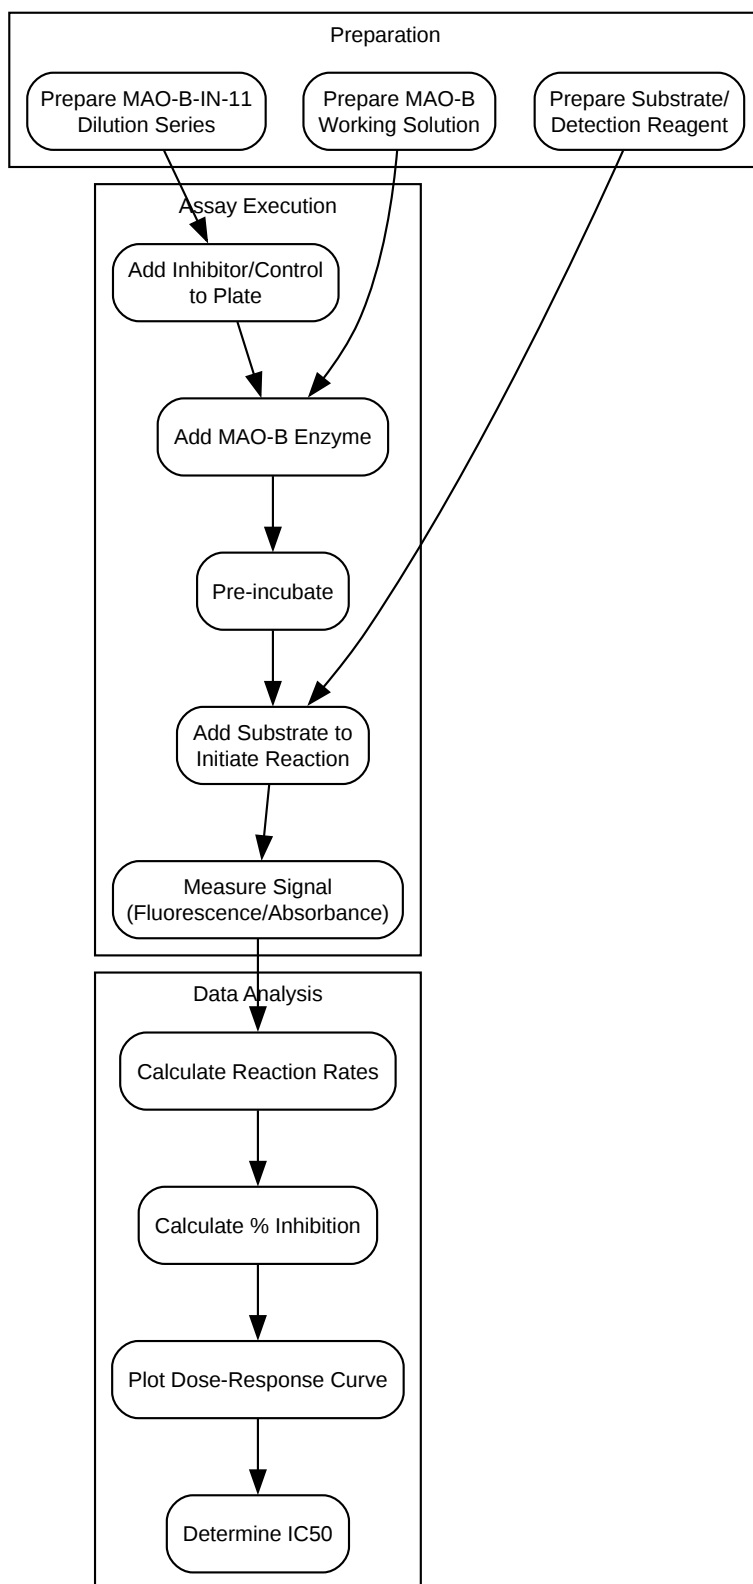 Preparation
Prepare MAO-B-IN-11
Dilution Series
Prepare MAO-B
Working Solution
Prepare Substrate/
Detection Reagent
Assay Execution
Add Inhibitor/Control
to Plate
Add MAO-B Enzyme
Pre-incubate
Add Substrate to
Initiate Reaction
Measure Signal
(Fluorescence/Absorbance)
Data Analysis
Calculate Reaction Rates
Calculate % Inhibition
Plot Dose-Response Curve
Determine IC50